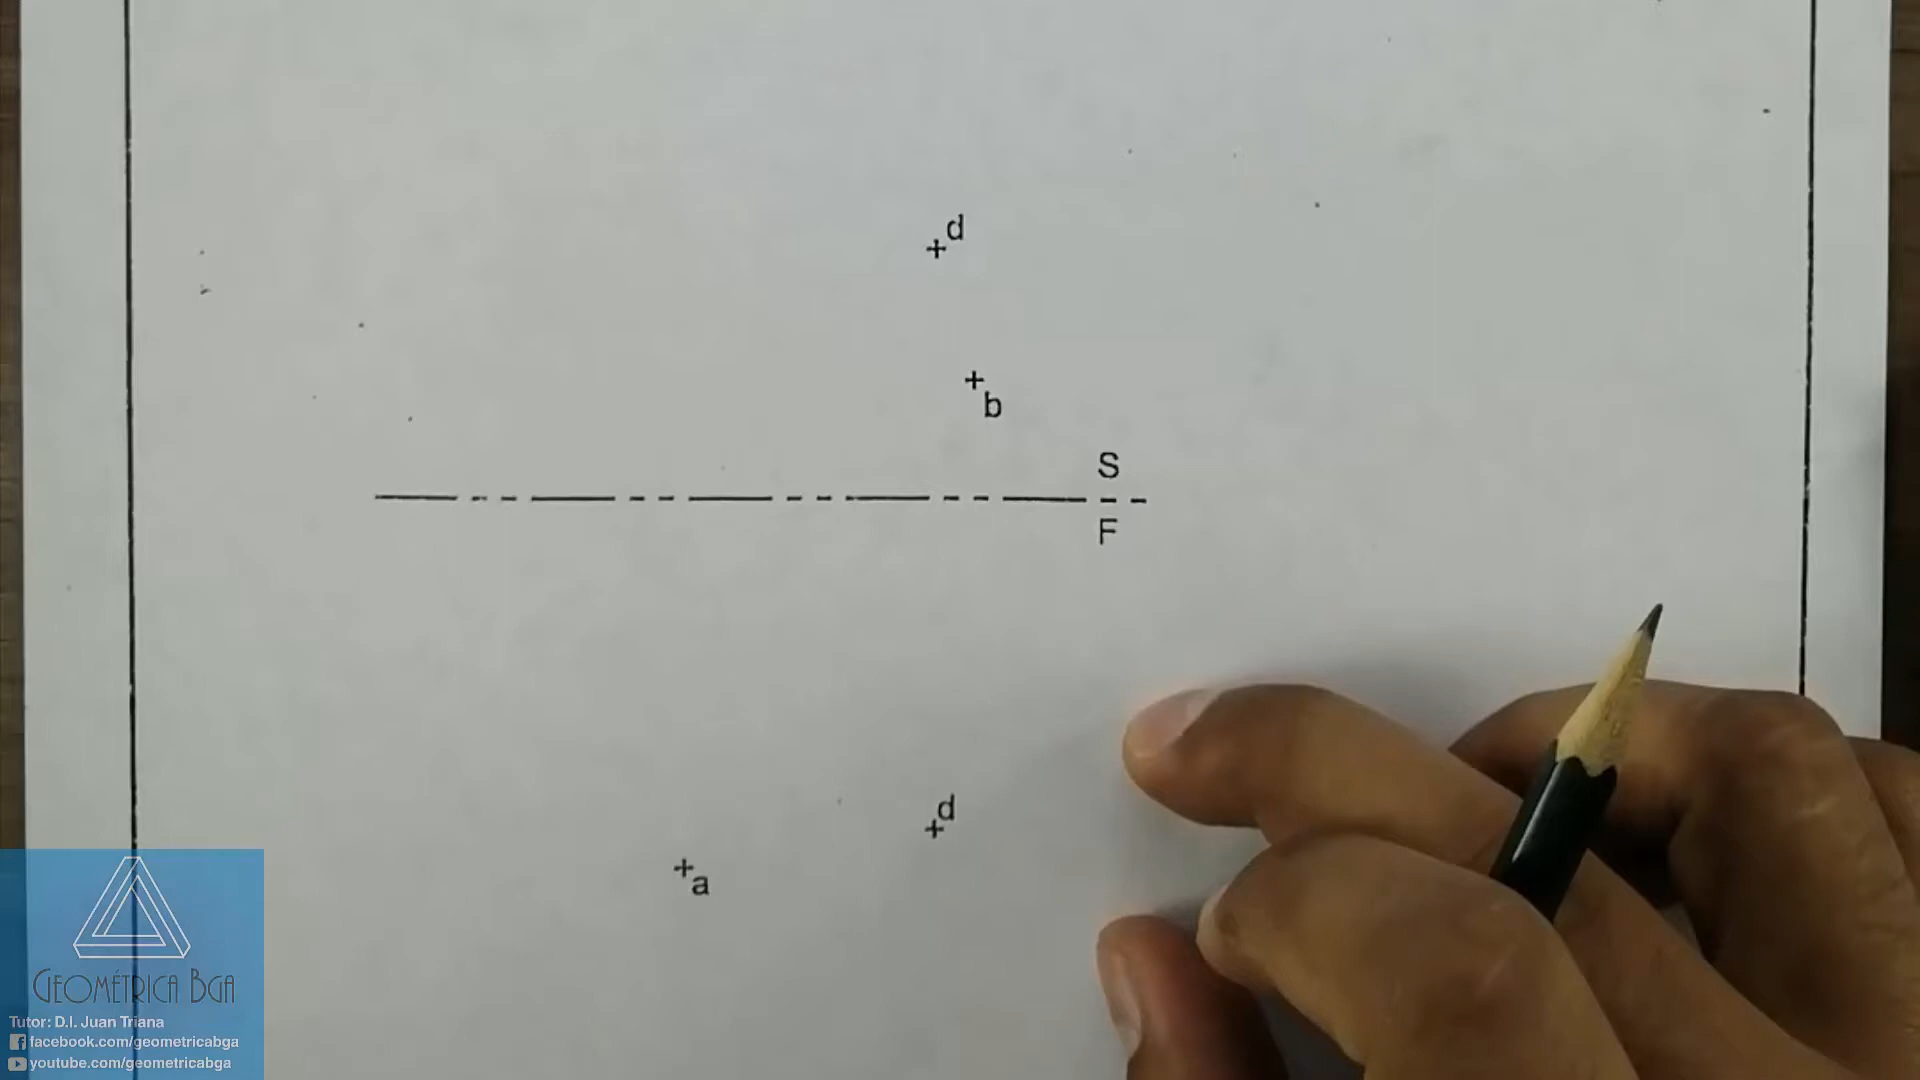 d
b
S
F
d
a
GEOMÉTRICA BGA
Tutor: D.I. Juan Triana
facebook.com/geometricabga
youtube.com/geometricabga